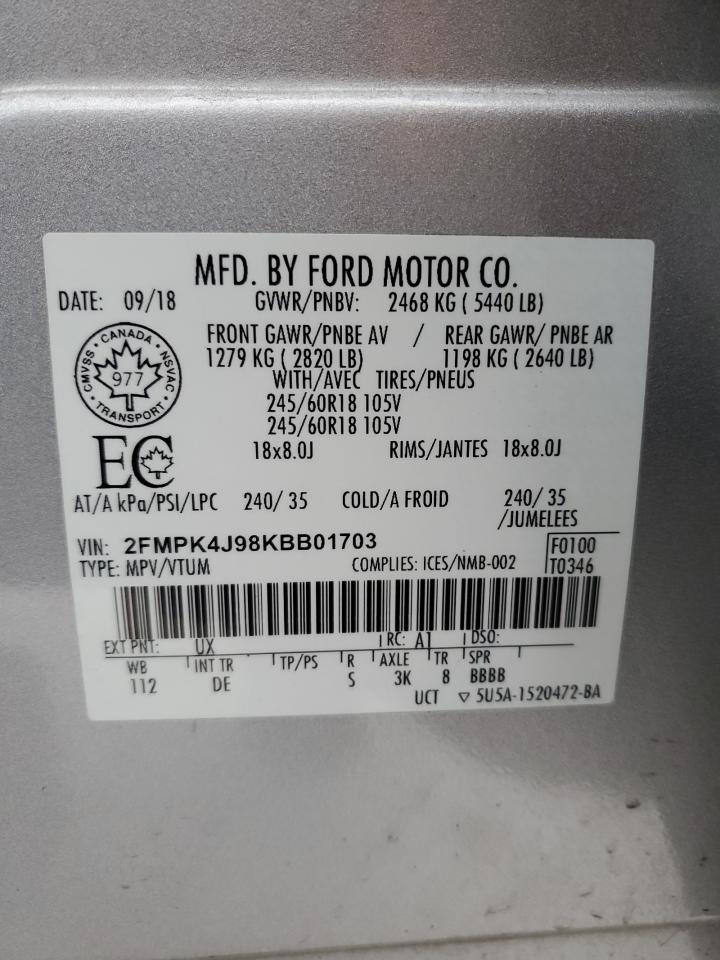 MFD. BY FORD MOTOR CO.
DATE: 09/18 GVWR/PNBV: 2468 KG ( 5440 LB)
FRONT GAWR/PNBE AV / REAR GAWR/ PNBE AR
1279 KG ( 2820 LB) 1198 KG ( 2640 LB)
WITH/AVEC TIRES/PNEUS
245/60R18 105V
245/60R18 105V
18x8.0J RIMS/JANTES 18x8.0J
CANADA
CMVSS 977 NSVAC
TRANSPORT
EC
AT/A kPa/PSI/LPC 240/ 35 COLD/A FROID 240/ 35
/JUMELEES
VIN: 2FMPK4J98KBB01703 F0100
TYPE: MPV/VTUM COMPLIES: ICES/NMB-002 T0346
EXT PNT: UX RC: A1 DSO:
WB INT TR TP/PS R AXLE TR SPR
112 DE S 3K 8 BBBB
UCT ▽ 5U5A-1520472-BA